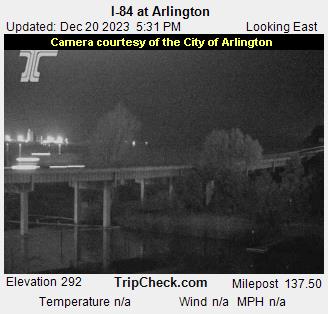 I-84 at Arlington
Updated: Dec 20 2023 5:31 PM Looking East
Camera courtesy of the City of Arlington
Elevation 292 TripCheck.com Milepost 137.50
Temperature n/a Wind n/a MPH n/a